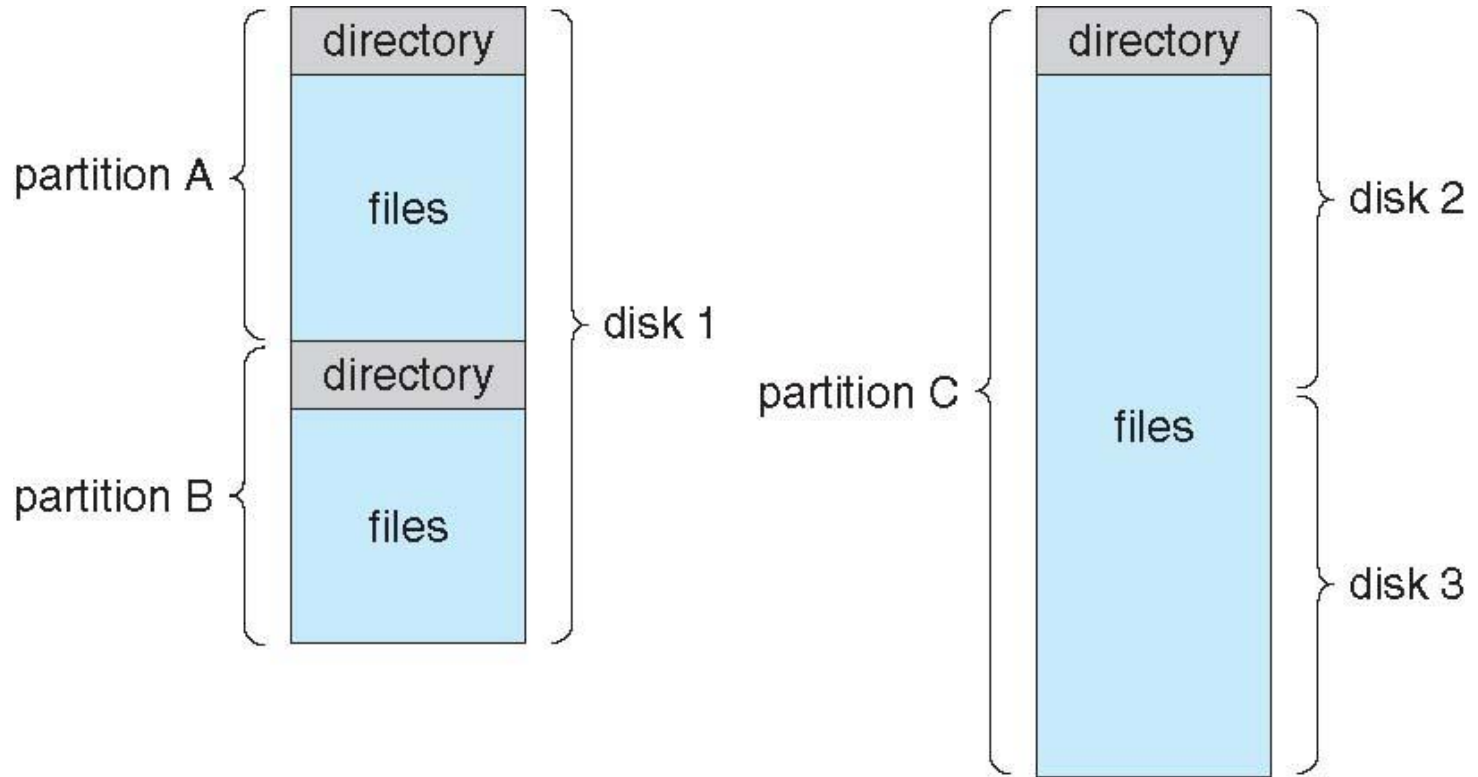 directory
partition A
files
disk 1
directory
partition B
files
directory
disk 2
partition C
files
disk 3